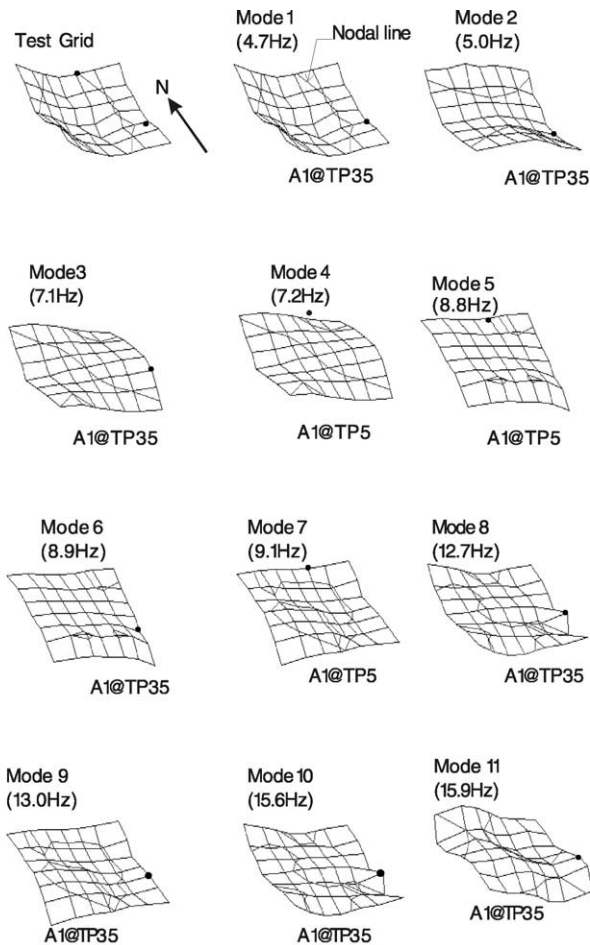 Test Grid
N
Mode 1
(4.7Hz)
Nodal line
A1@TP35
Mode 2
(5.0Hz)
A1@TP35
Mode3
(7.1Hz)
A1@TP35
Mode 4
(7.2Hz)
A1@TP5
Mode 5
(8.8Hz)
A1@TP5
Mode 6
(8.9Hz)
A1@TP35
Mode 7
(9.1Hz)
A1@TP5
Mode 8
(12.7Hz)
A1@TP35
Mode 9
(13.0Hz)
A1@TP35
Mode 10
(15.6Hz)
A1@TP35
Mode 11
(15.9Hz)
A1@TP35